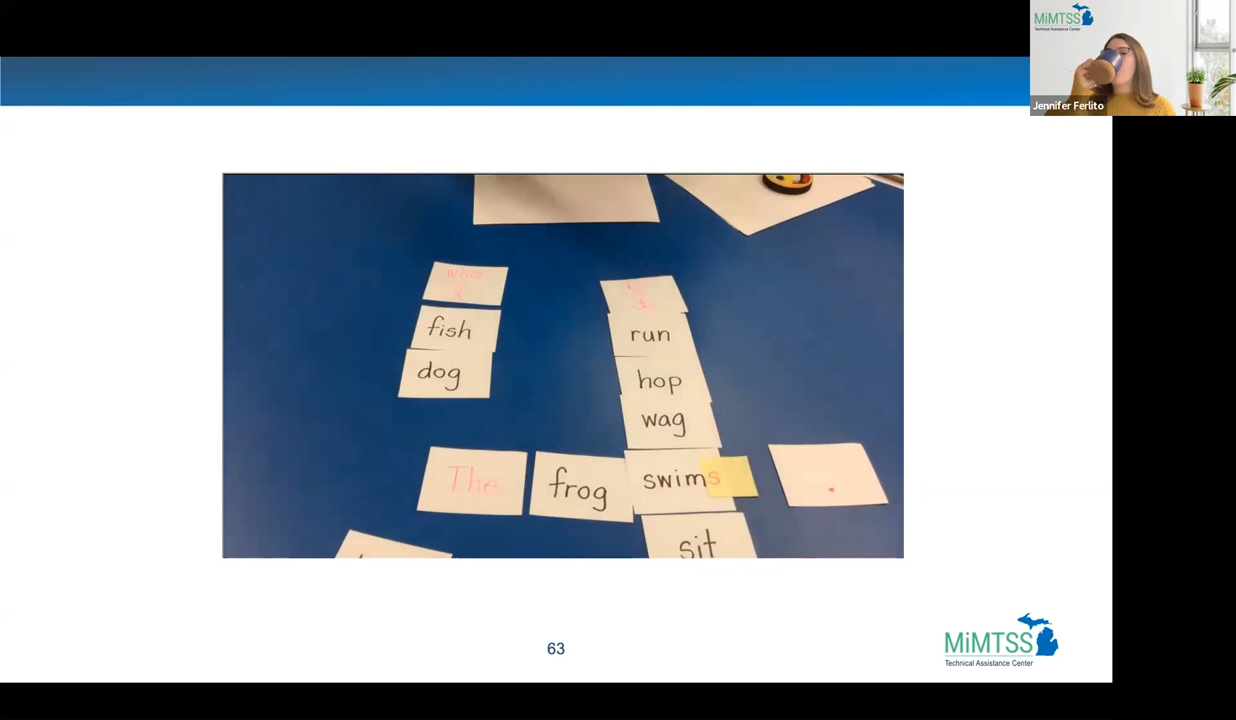 MiMTSS
Technical Assistance Center
Jennifer Ferlito
fish
dog
run
hop
wag
The frog swims .
sit
63
MiMTSS
Technical Assistance Center